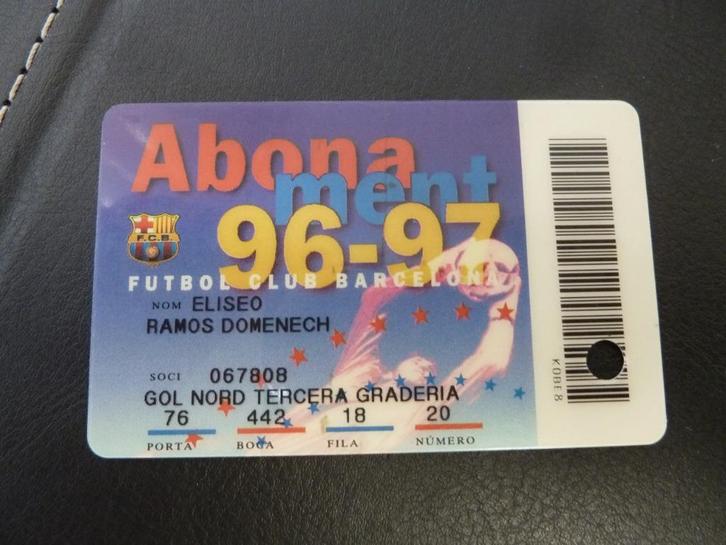 Abona
ment
96-97
F.C.B.
FUTBOL CLUB BARCELONA
NOM ELISEO
RAMOS DOMENECH
SOCI 067808
GOL NORD TERCERA GRADERIA
76 442 18 20
PORTA BOCA FILA NÚMERO
KOBE8